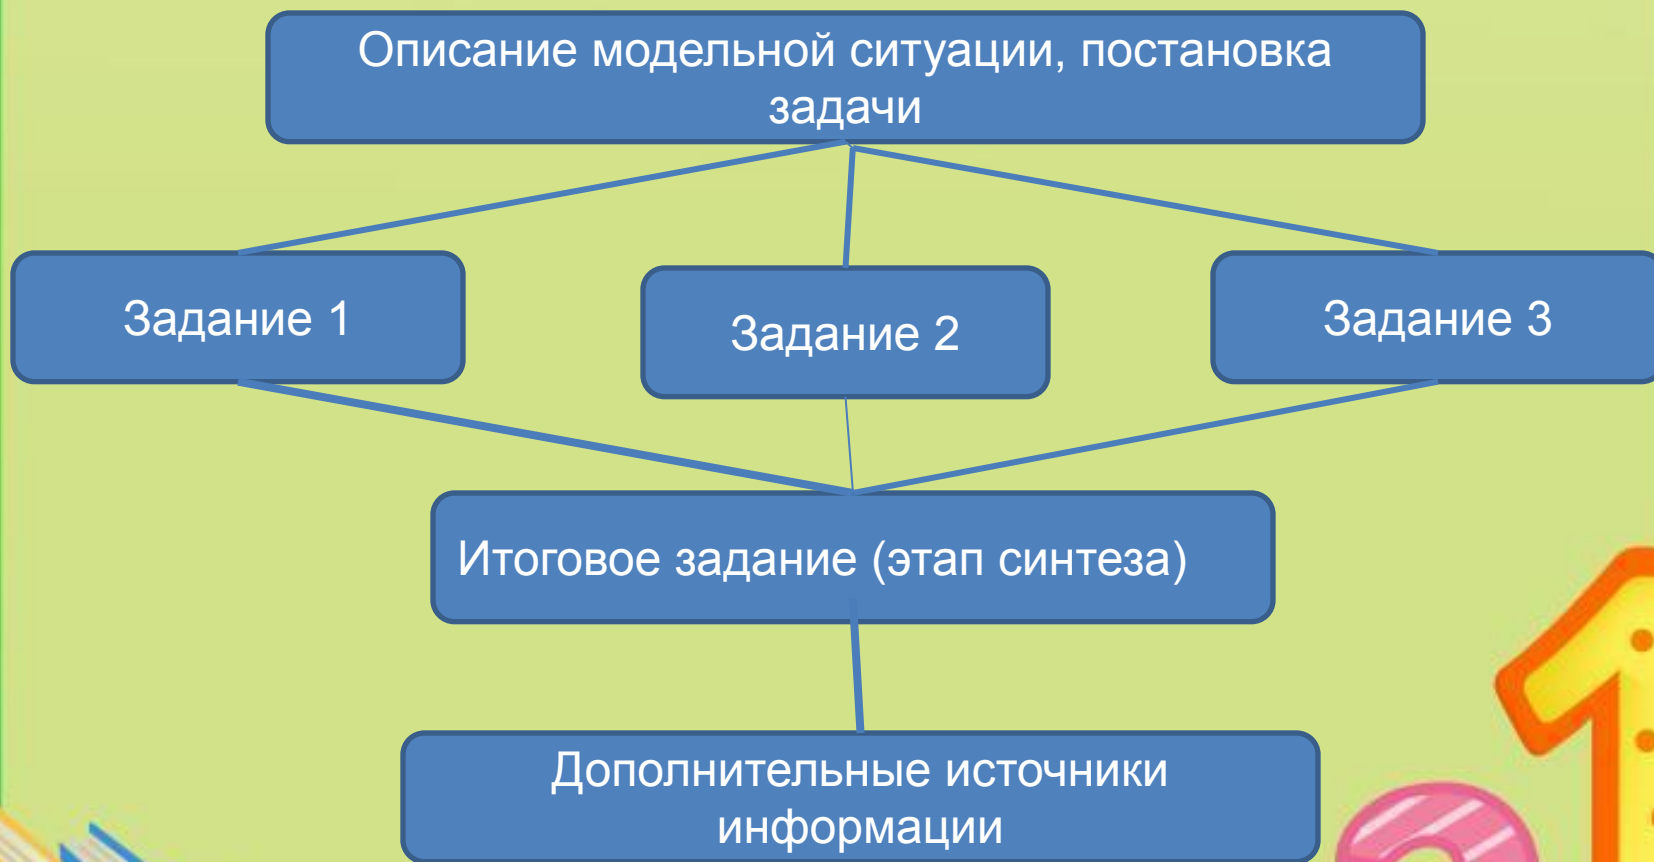 Описание модельной ситуации, постановка
задачи
Задание 1
Задание 2
Задание 3
Итоговое задание (этап синтеза)
Дополнительные источники
информации